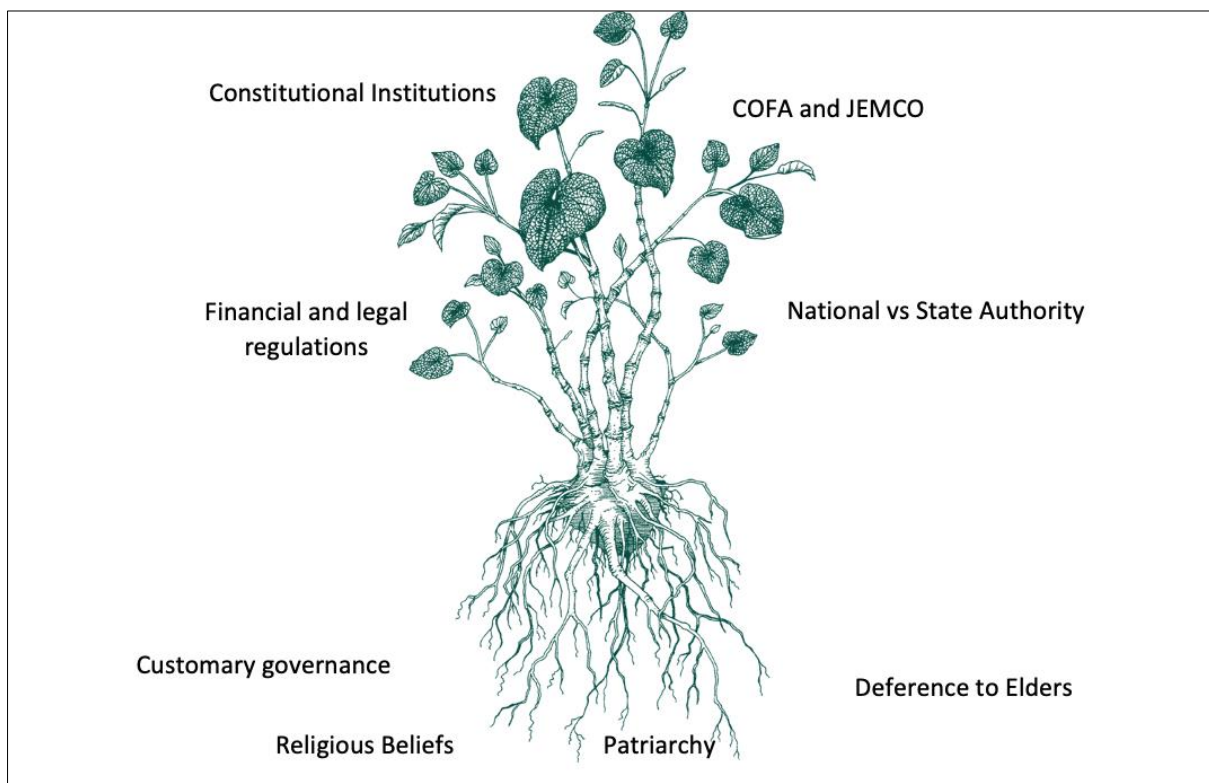 Constitutional Institutions
COFA and JEMCO
Financial and legal
regulations
National vs State Authority
Customary governance
Deference to Elders
Religious Beliefs
Patriarchy